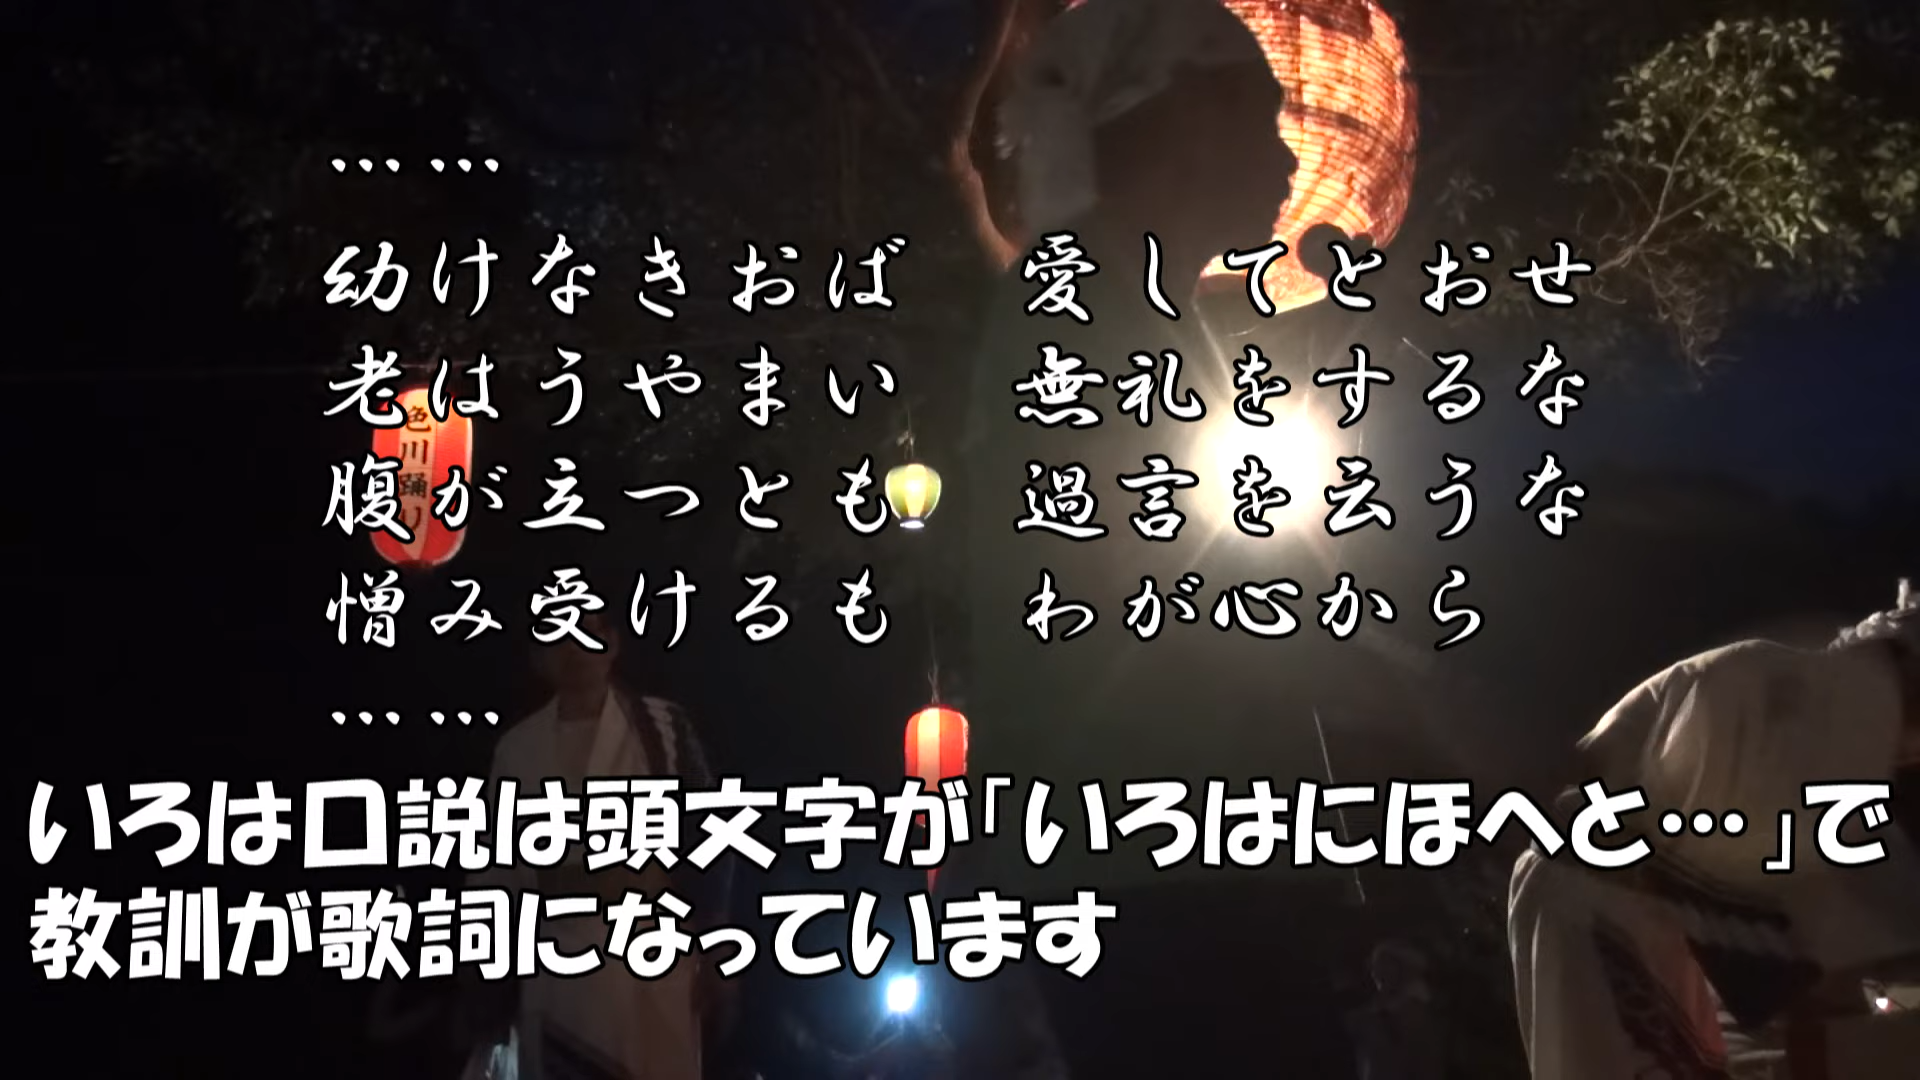 ……
幼けなきおば　愛してとおせ
老はうやまい　無礼をするな
腹が立つとも　過言を云うな
憎み受けるも　わが心から
……
いろは口説は頭文字が「いろはにほへと…」で
教訓が歌詞になっています
色川踊り